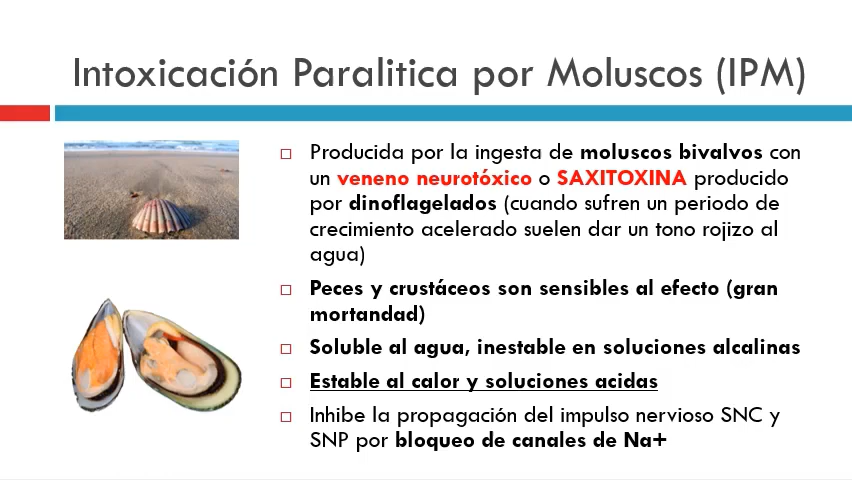 Intoxicación Paralitica por Moluscos (IPM)
Producida por la ingesta de moluscos bivalvos con
un veneno neurotóxico o SAXITOXINA producido
por dinoflagelados (cuando sufren un periodo de
crecimiento acelerado suelen dar un tono rojizo al
agua)
Peces y crustáceos son sensibles al efecto (gran
mortandad)
Soluble al agua, inestable en soluciones alcalinas
Estable al calor y soluciones acidas
Inhibe la propagación del impulso nervioso SNC y
SNP por bloqueo de canales de Na+